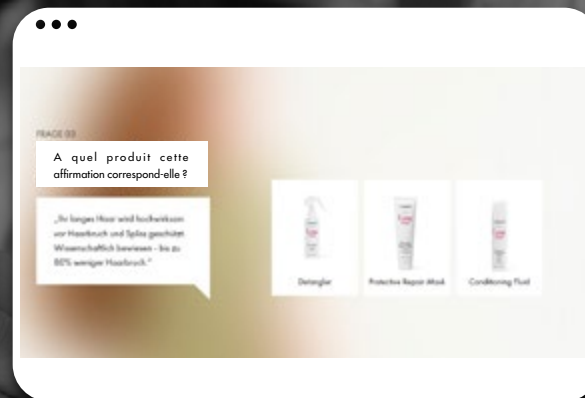 FRAGE 03
A quel produit cette
affirmation correspond-elle ?
„Ihr langes Haar wird hochwirksam
vor Haarbruch und Spliss geschützt.
Wissenschaftlich bewiesen - bis zu
80% weniger Haarbruch."
Detangler
Protective Repair Mask
Conditioning Fluid